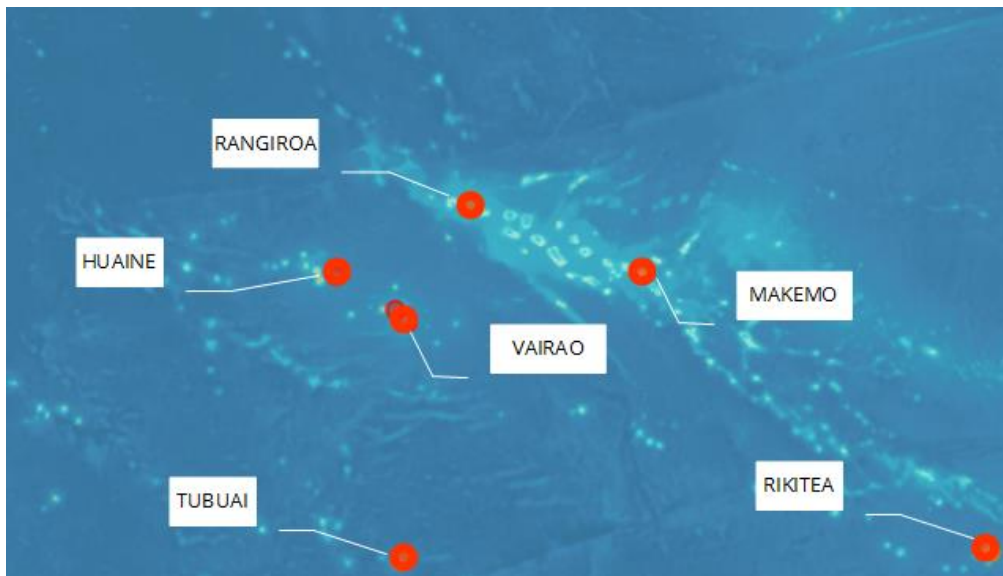 RANGIROA
HUAINE
MAKEMO
VAIRAO
RIKITEA
TUBUAI